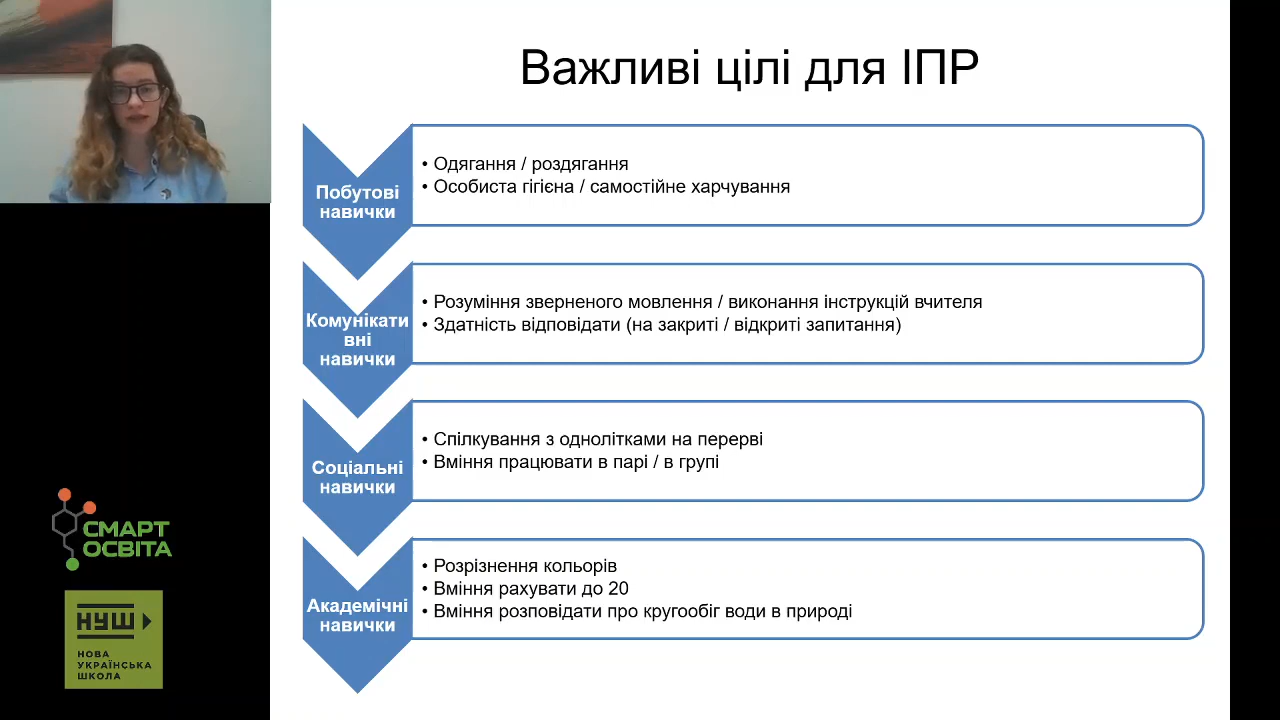 Важливі цілі для ІПР
Побутові
навички
• Одягання / роздягання
• Особиста гігієна / самостійне харчування
Комунікати
вні
навички
• Розуміння зверненого мовлення / виконання інструкцій вчителя
• Здатність відповідати (на закриті / відкриті запитання)
Соціальні
навички
• Спілкування з однолітками на перерві
• Вміння працювати в парі / в групі
Академічні
навички
• Розрізнення кольорів
• Вміння рахувати до 20
• Вміння розповідати про кругообіг води в природі
СМАРТ
ОСВІТА
НУШ
НОВА
УКРАЇНСЬКА
ШКОЛА